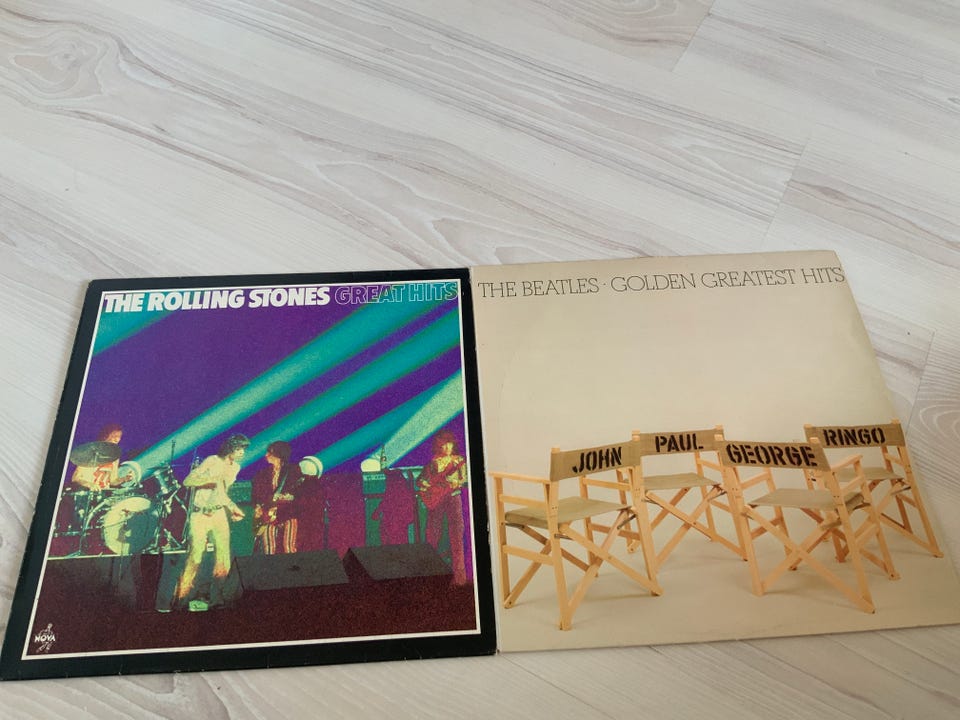 THE ROLLING STONES GREAT HITS
NOVA
THE BEATLES · GOLDEN GREATEST HITS
JOHN
PAUL
GEORGE
RINGO